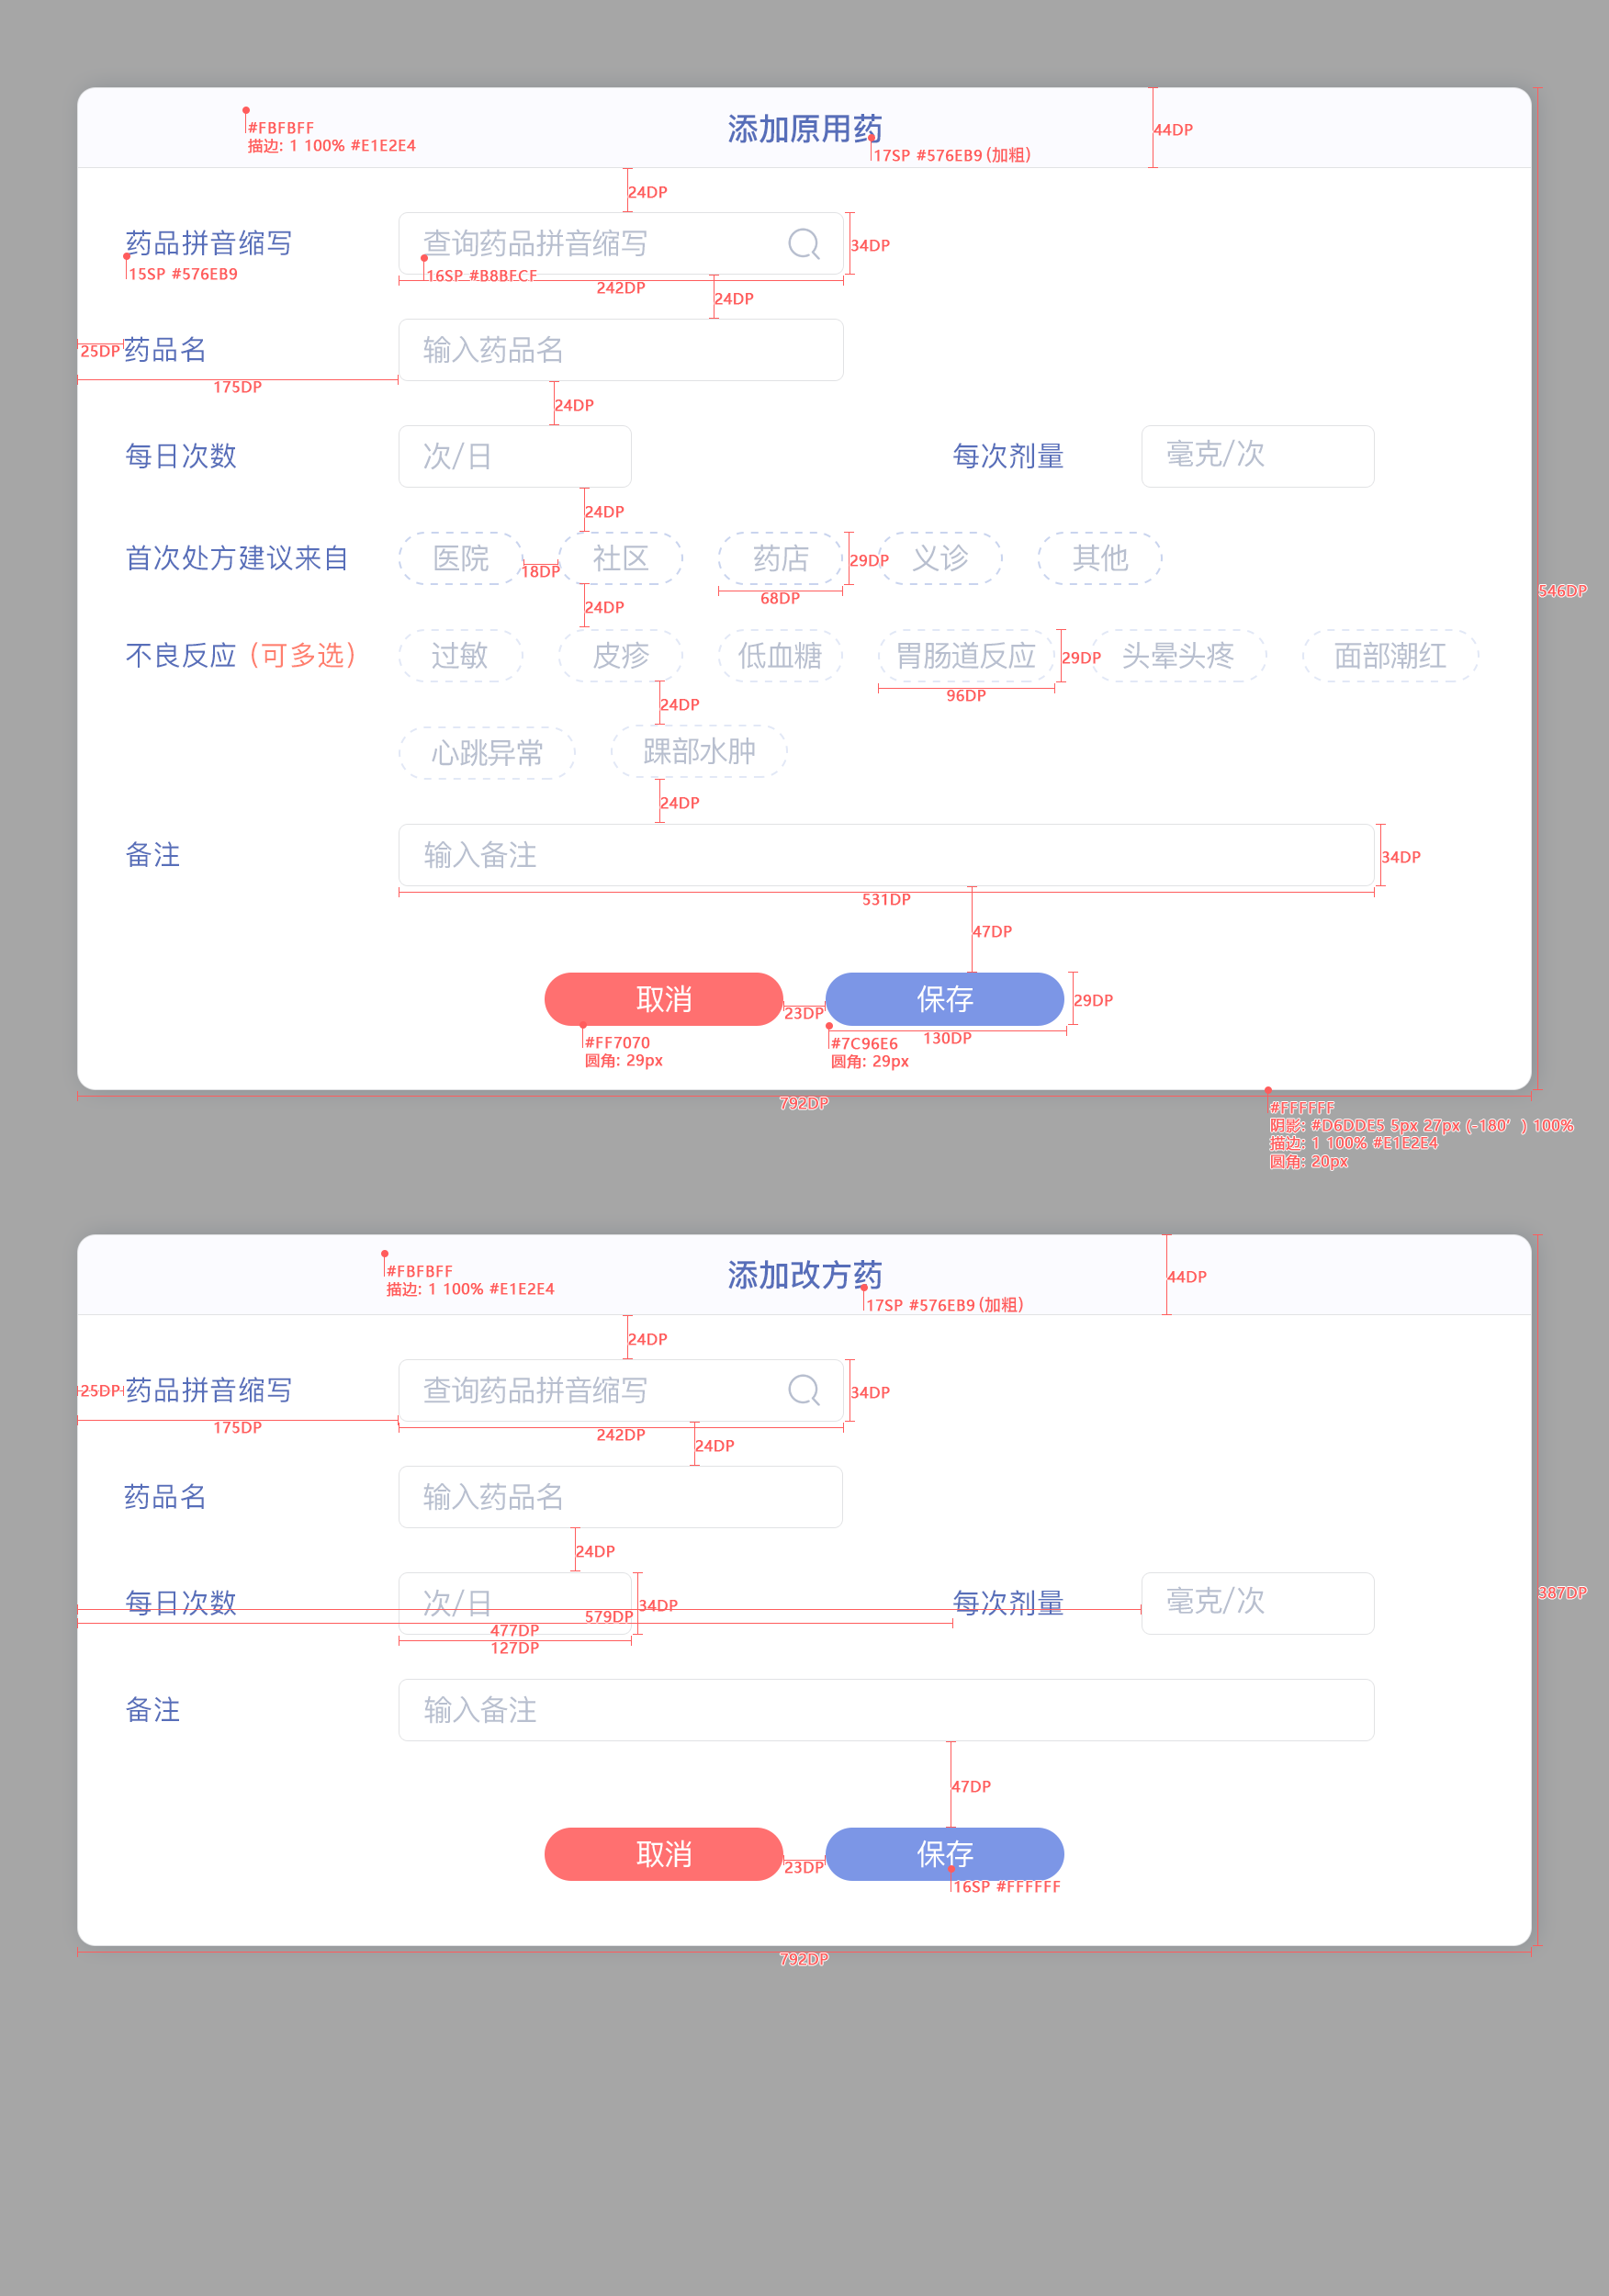 添加原用药
#FBFBFF
描边: 1 100% #E1E2E4
17SP #576EB9 (加粗)
44DP
24DP
药品拼音缩写
查询药品拼音缩写
34DP
15SP #576EB9
16SP #B8BFCF
242DP
24DP
25DP
药品名
输入药品名
175DP
24DP
每日次数
次/日
每次剂量
毫克/次
24DP
首次处方建议来自
医院
18DP
社区
药店
29DP
义诊
其他
68DP
546DP
24DP
不良反应（可多选）
过敏
皮疹
低血糖
胃肠道反应
29DP
头晕头疼
面部潮红
96DP
24DP
心跳异常
踝部水肿
24DP
备注
输入备注
34DP
531DP
47DP
取消
23DP
保存
29DP
130DP
#FF7070
圆角: 29px
#7C96E6
圆角: 29px
792DP
#FFFFFF
阴影: #D6DDE5 5px 27px (-180′ ) 100%
描边: 1 100% #E1E2E4
圆角: 20px
添加改方药
#FBFBFF
描边: 1 100% #E1E2E4
17SP #576EB9 (加粗)
44DP
24DP
25DP
药品拼音缩写
查询药品拼音缩写
34DP
175DP
242DP
24DP
药品名
输入药品名
24DP
每日次数
次/日
34DP
579DP
每次剂量
毫克/次
387DP
477DP
127DP
备注
输入备注
47DP
取消
23DP
保存
16SP #FFFFFF
792DP